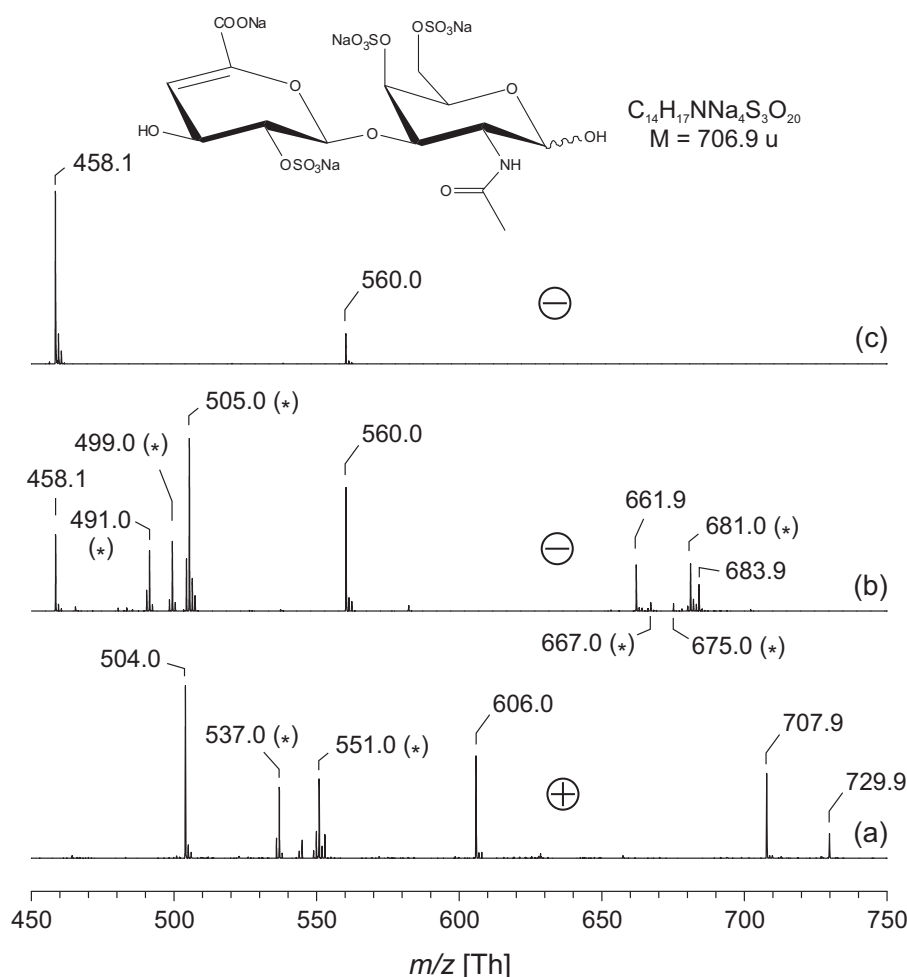 COONa
NaO₃SO
OSO₃Na
O
O
HO
O
OH
OSO₃Na
NH
O
C₁₄H₁₇NNa₄S₃O₂₀
M = 706.9 u
458.1
560.0
−
(c)
505.0 (*)
499.0 (*)
560.0
458.1
491.0
(*)
661.9
681.0 (*)
683.9
−
(b)
667.0 (*)
675.0 (*)
504.0
537.0 (*)
551.0 (*)
606.0
707.9
729.9
+
(a)
450 500 550 600 650 700 750
m/z [Th]